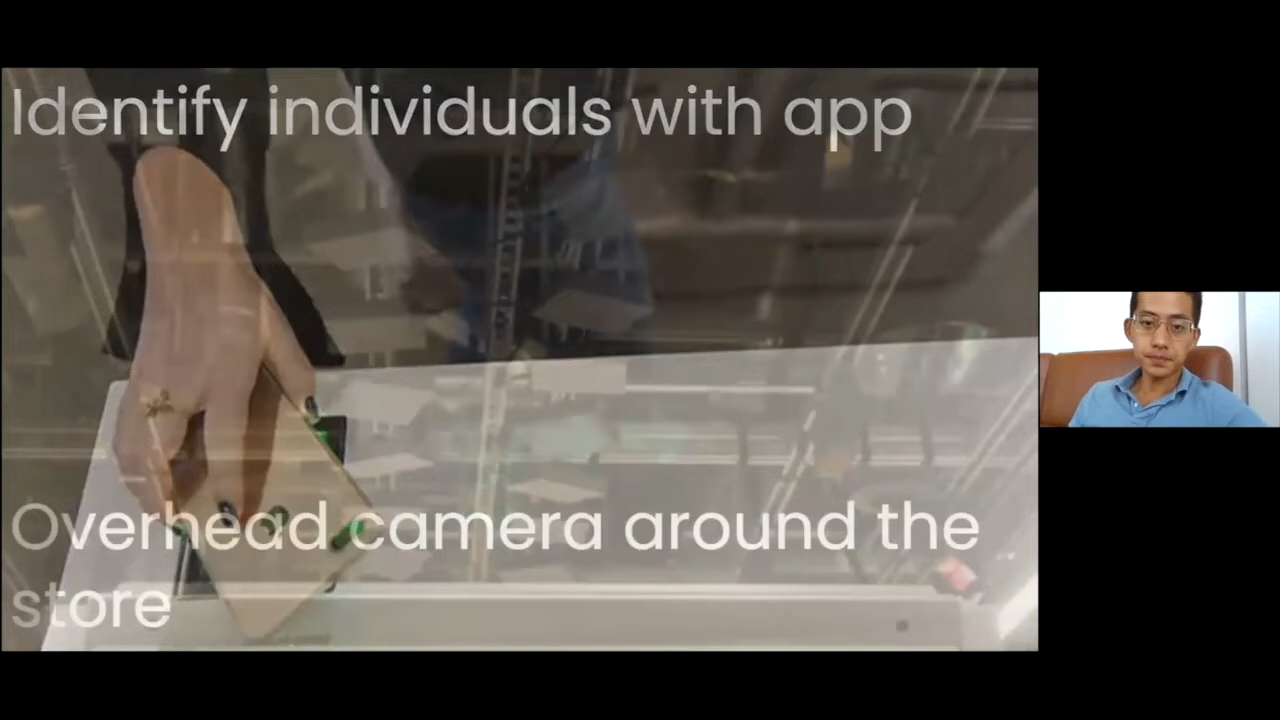 Identify individuals with app
Overhead camera around the
store